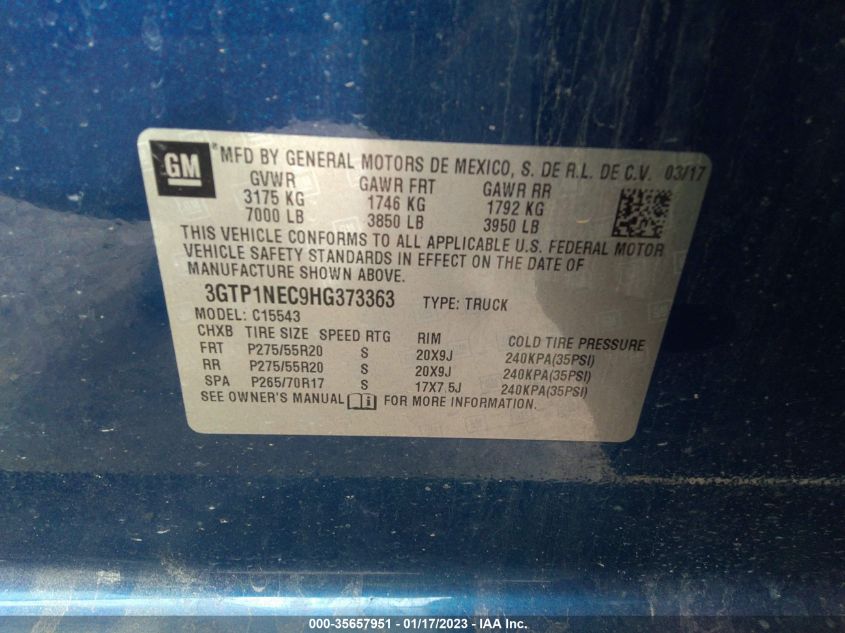 GM MFD BY GENERAL MOTORS DE MEXICO, S. DE R.L. DE C.V. 03/17
GVWR GAWR FRT GAWR RR
3175 KG 1746 KG 1792 KG
7000 LB 3850 LB 3950 LB
THIS VEHICLE CONFORMS TO ALL APPLICABLE U.S. FEDERAL MOTOR
VEHICLE SAFETY STANDARDS IN EFFECT ON THE DATE OF
MANUFACTURE SHOWN ABOVE.
3GTP1NEC9HG373363 TYPE: TRUCK
MODEL: C15543
CHXB TIRE SIZE SPEED RTG RIM COLD TIRE PRESSURE
FRT P275/55R20 S 20X9J 240KPA(35PSI)
RR P275/55R20 S 20X9J 240KPA(35PSI)
SPA P265/70R17 S 17X7.5J 240KPA(35PSI)
SEE OWNER'S MANUAL i FOR MORE INFORMATION.
000-35657951 - 01/17/2023 - IAA Inc.